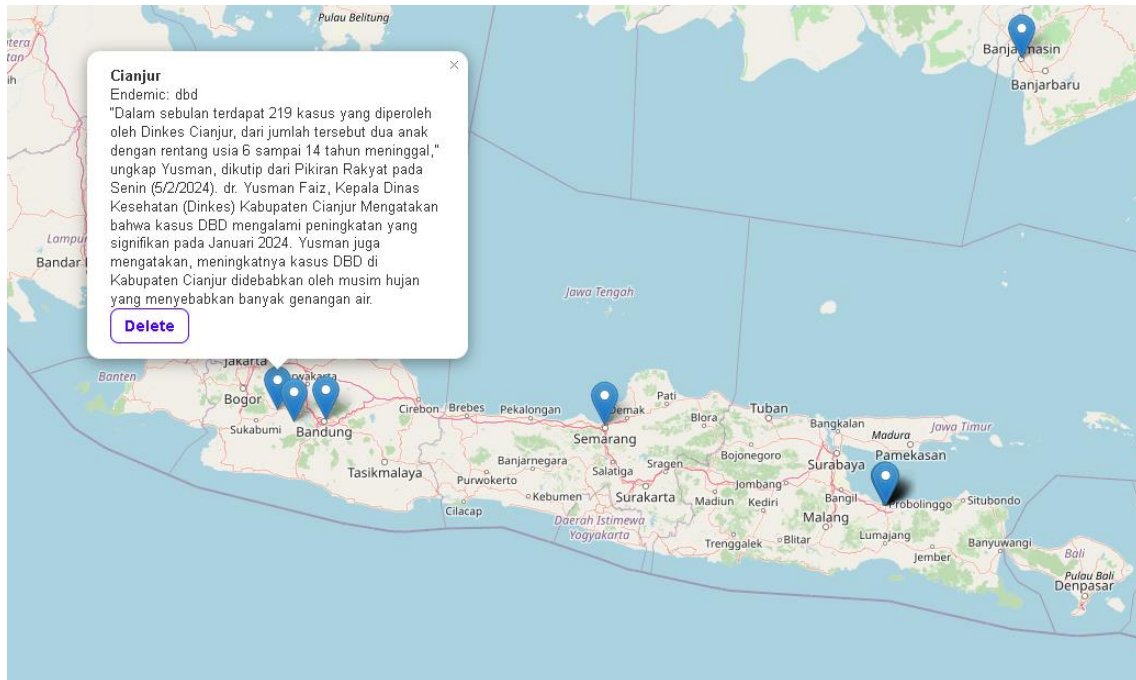 Pulau Belitung
Banjarmasin
Banjarbaru
×
Cianjur
Endemic: dbd
"Dalam sebulan terdapat 219 kasus yang diperoleh
oleh Dinkes Cianjur, dari jumlah tersebut dua anak
dengan rentang usia 6 sampai 14 tahun meninggal,"
ungkap Yusman, dikutip dari Pikiran Rakyat pada
Senin (5/2/2024). dr. Yusman Faiz, Kepala Dinas
Kesehatan (Dinkes) Kabupaten Cianjur Mengatakan
bahwa kasus DBD mengalami peningkatan yang
signifikan pada Januari 2024. Yusman juga
mengatakan, meningkatnya kasus DBD di
Kabupaten Cianjur didebabkan oleh musim hujan
yang menyebabkan banyak genangan air.
Delete
Lampu
Bandar
Jawa Tengah
Jakarta
Banten
Bogor
rwakarta
Sukabumi
Bandung
Cirebon
Brebes
Pekalongan
Pati
Demak
Semarang
Blora
Tuban
Bangkalan
Madura
Jawa Timur
Pamekasan
Tasikmalaya
Banjarnegara
Purwokerto
Salatiga
Sragen
Bojonegoro
Surabaya
Jombang
Kebumen
Surakarta
Madiun
Kediri
Bangil
Probolinggo
Situbondo
Cilacap
Daerah Istimewa
Yogyakarta
Malang
Trenggalek
Blitar
Lumajang
Jember
Banyuwangi
Bali
Pulau Bali
Denpasar